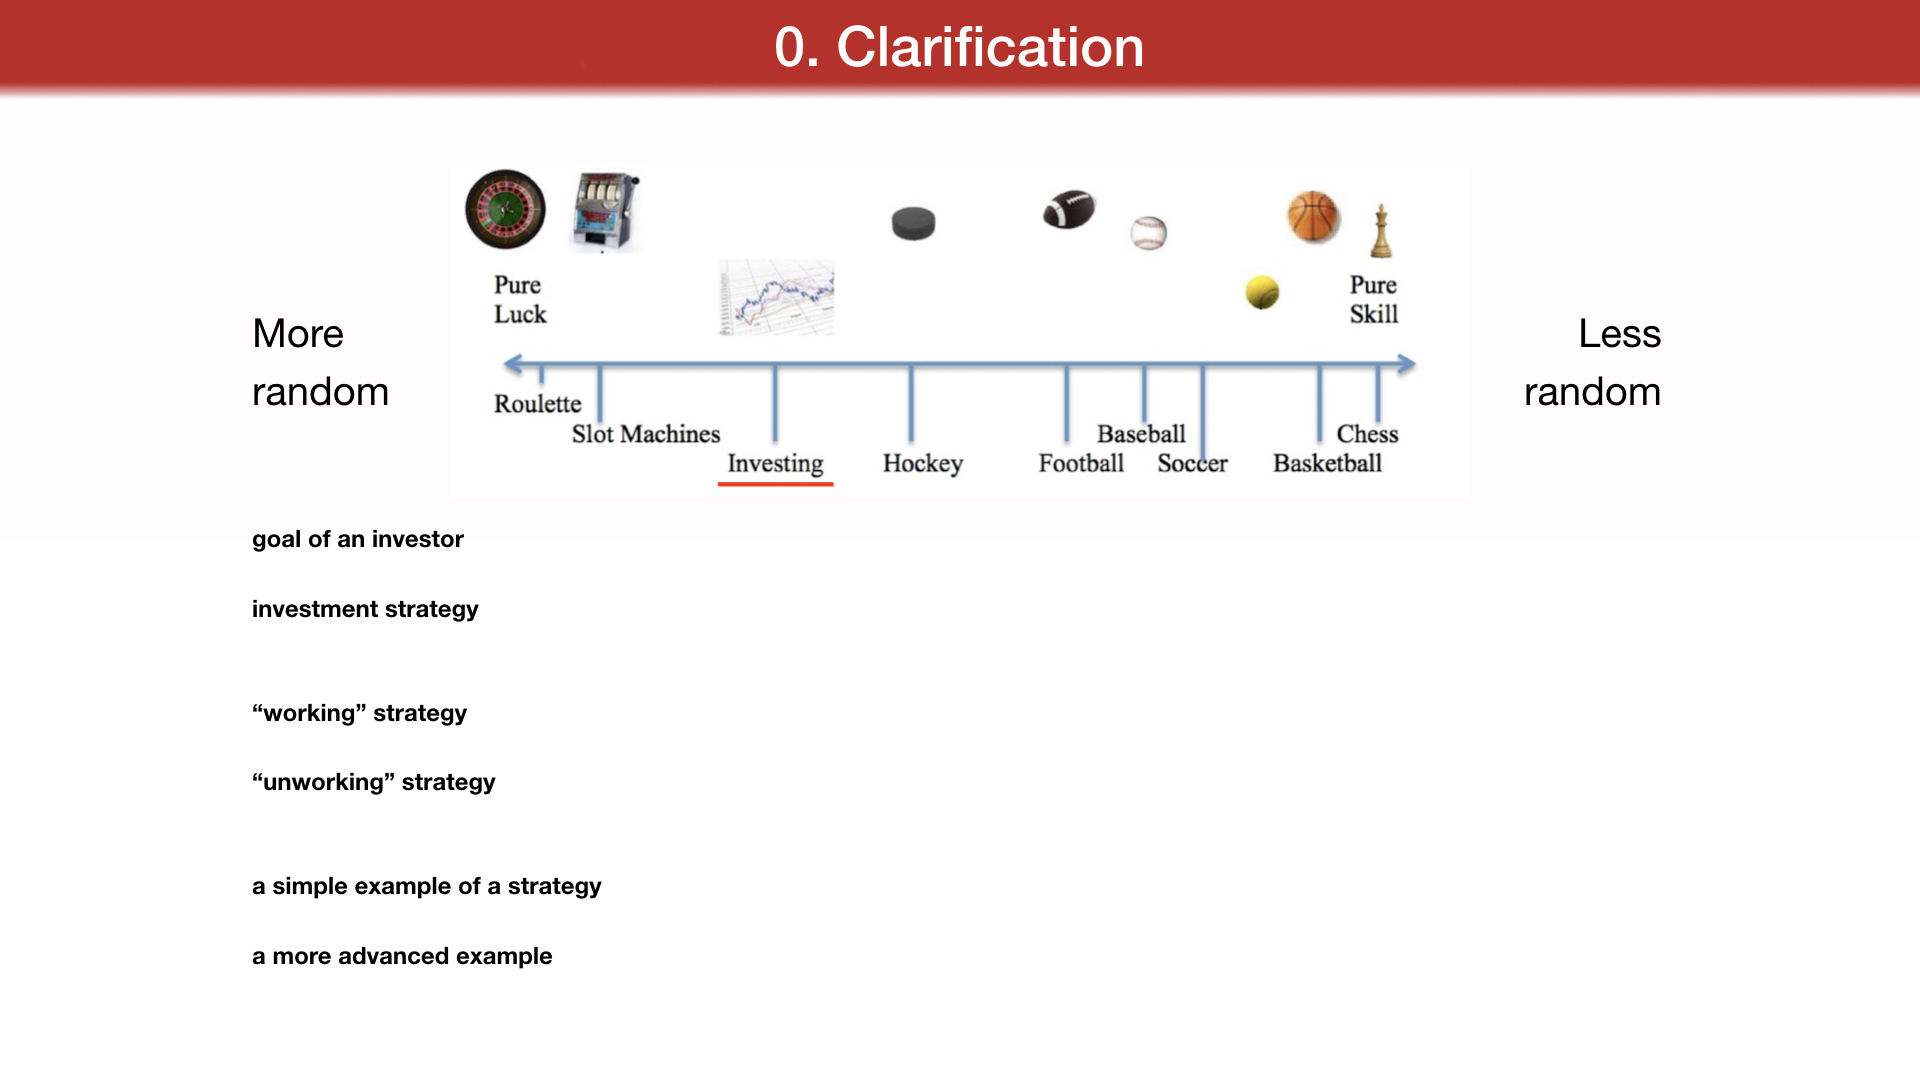 0. Clarification
Pure
Luck
Pure
Skill
More
random
Less
random
Roulette
Slot Machines
Baseball
Chess
Investing
Hockey
Football
Soccer
Basketball
goal of an investor
investment strategy
“working” strategy
“unworking” strategy
a simple example of a strategy
a more advanced example